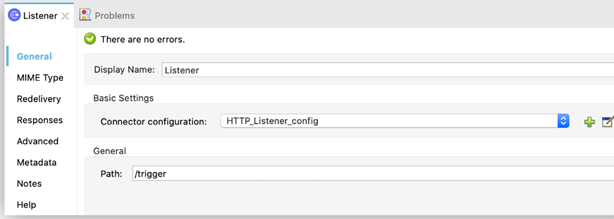 Listener
Problems
There are no errors.
General
MIME Type
Redelivery
Responses
Advanced
Metadata
Notes
Help
Display Name: Listener
Basic Settings
Connector configuration: HTTP_Listener_config
General
Path: /trigger